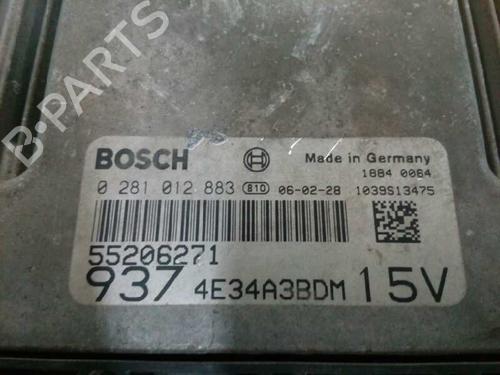 B-PARTS
BOSCH
Made in Germany
1884 0064
0 281 012 883 810 06-02-28 1039S13475
55206271
937 4E34A3BDM 15V